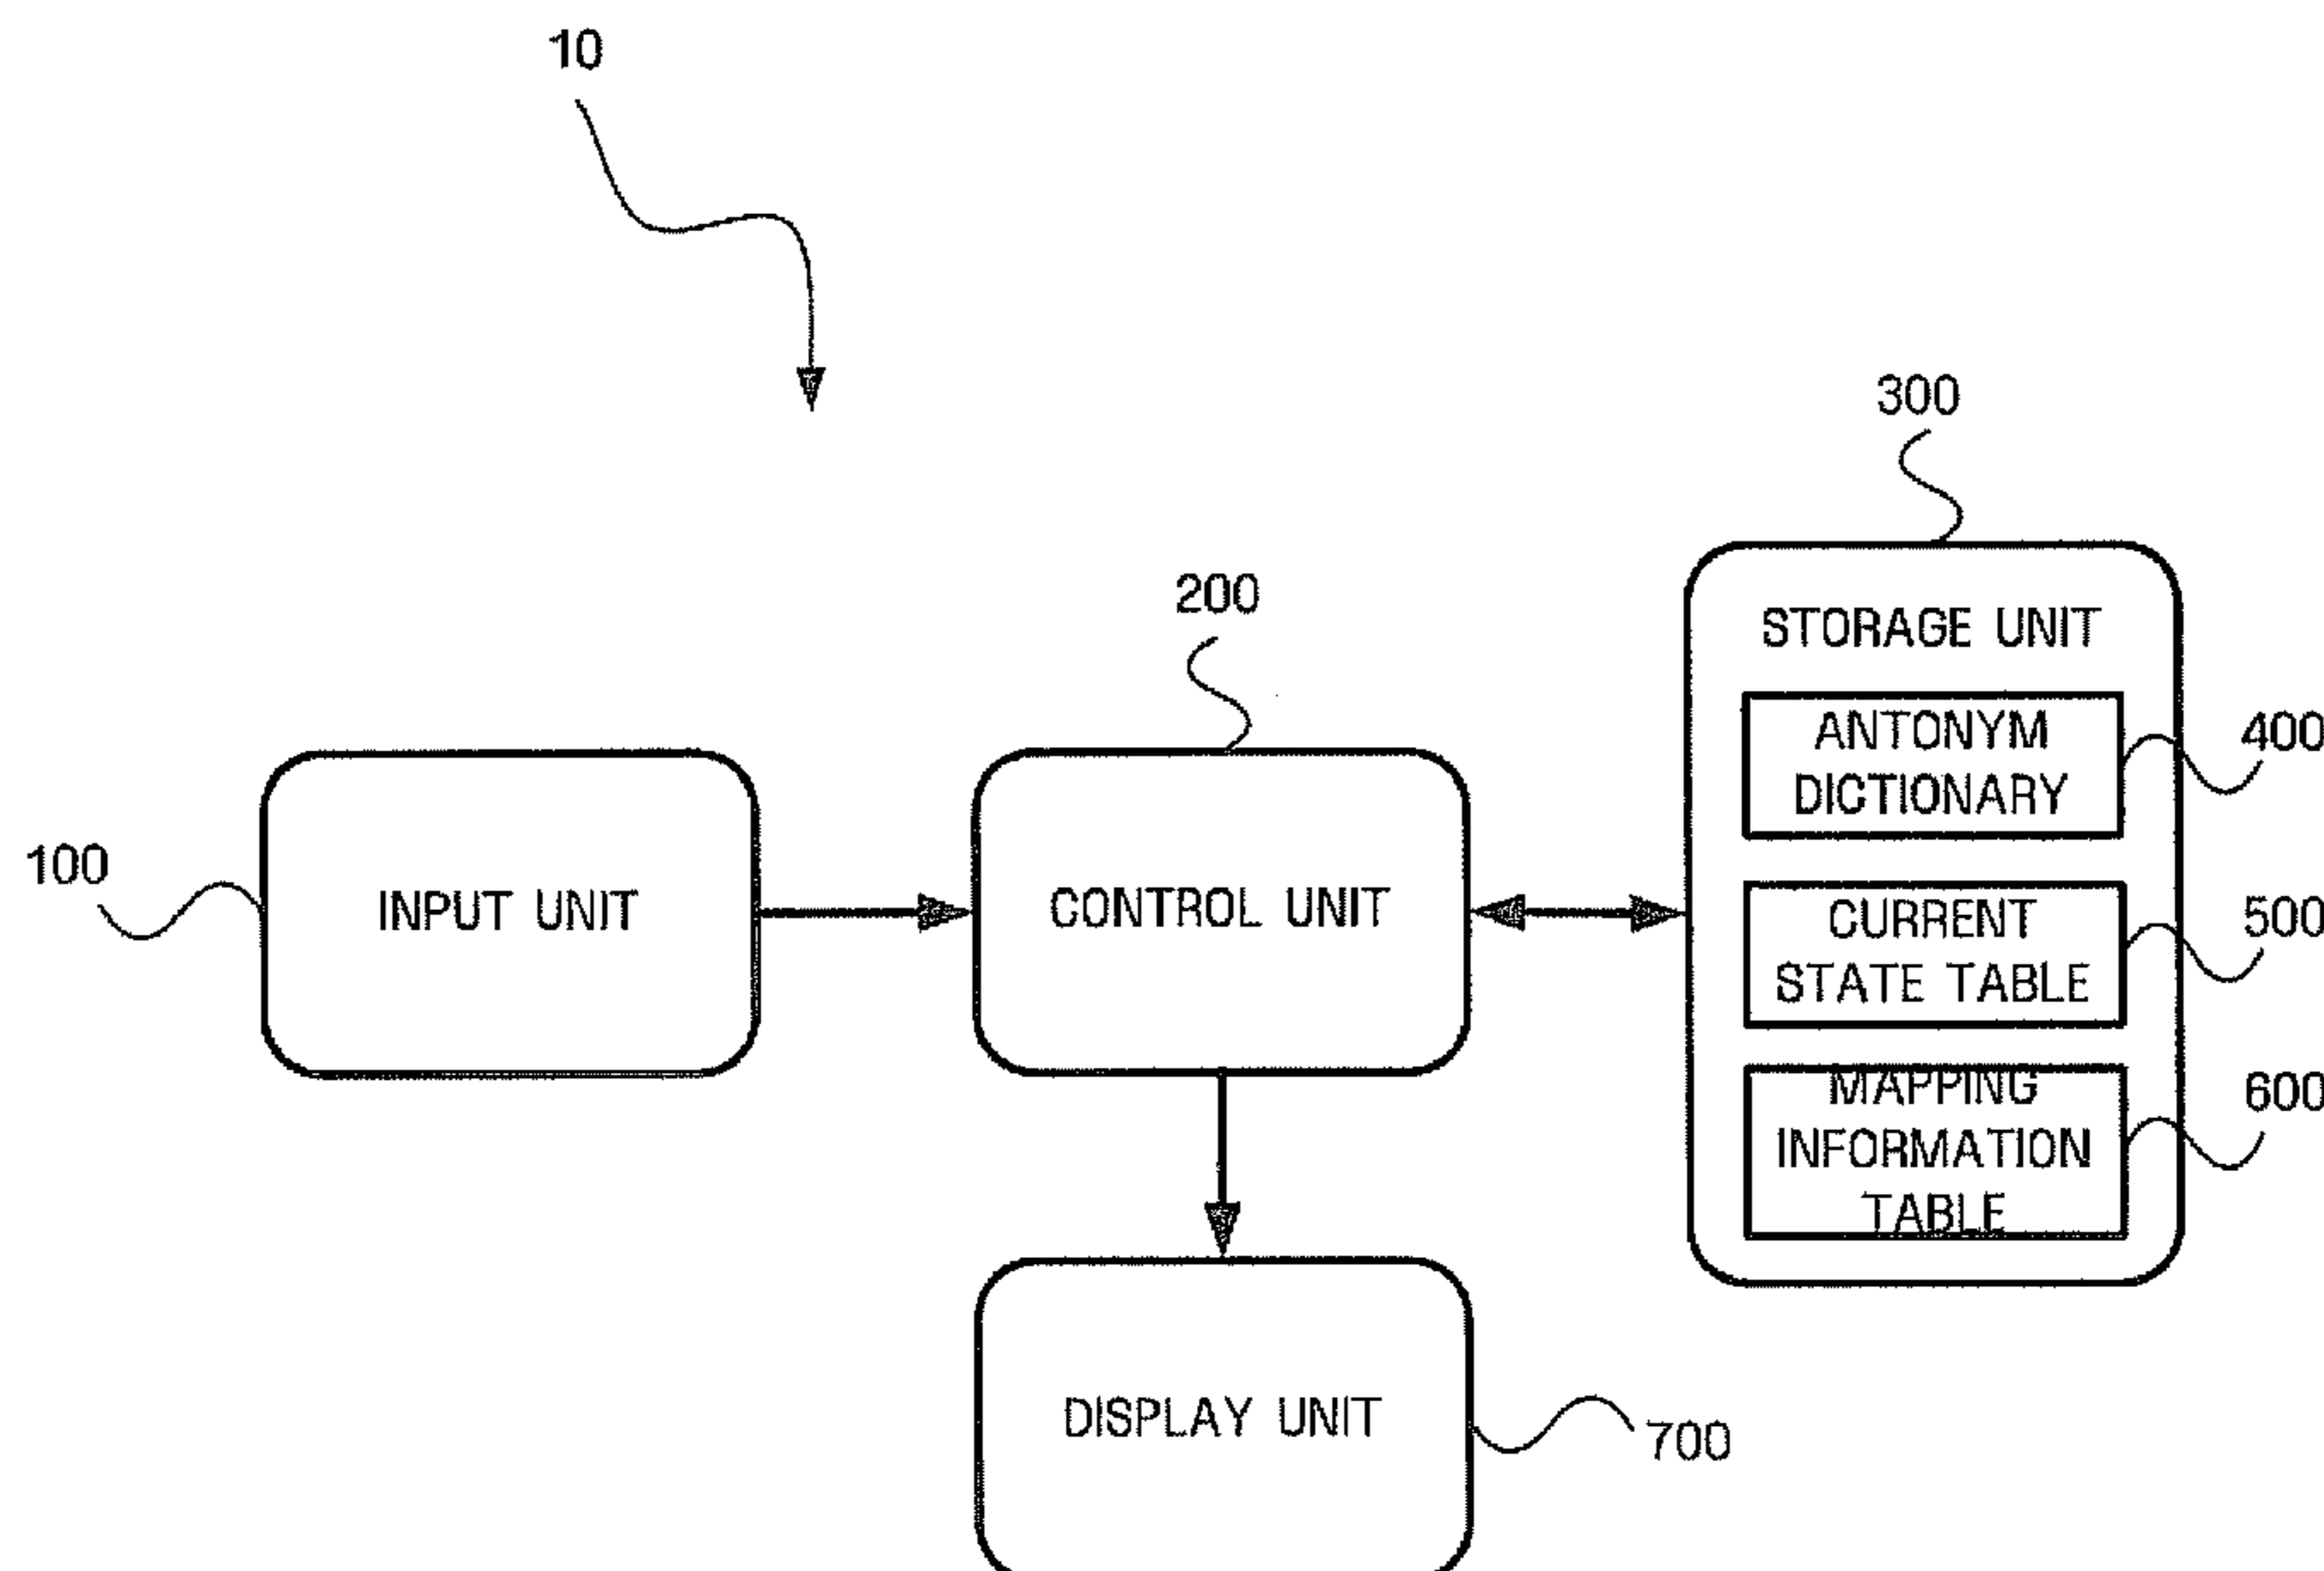 10
300
200
STORAGE UNIT
ANTONYM
DICTIONARY
400
100
INPUT UNIT
CONTROL UNIT
CURRENT
STATE TABLE
500
MAPPING
INFORMATION
TABLE
600
DISPLAY UNIT
700